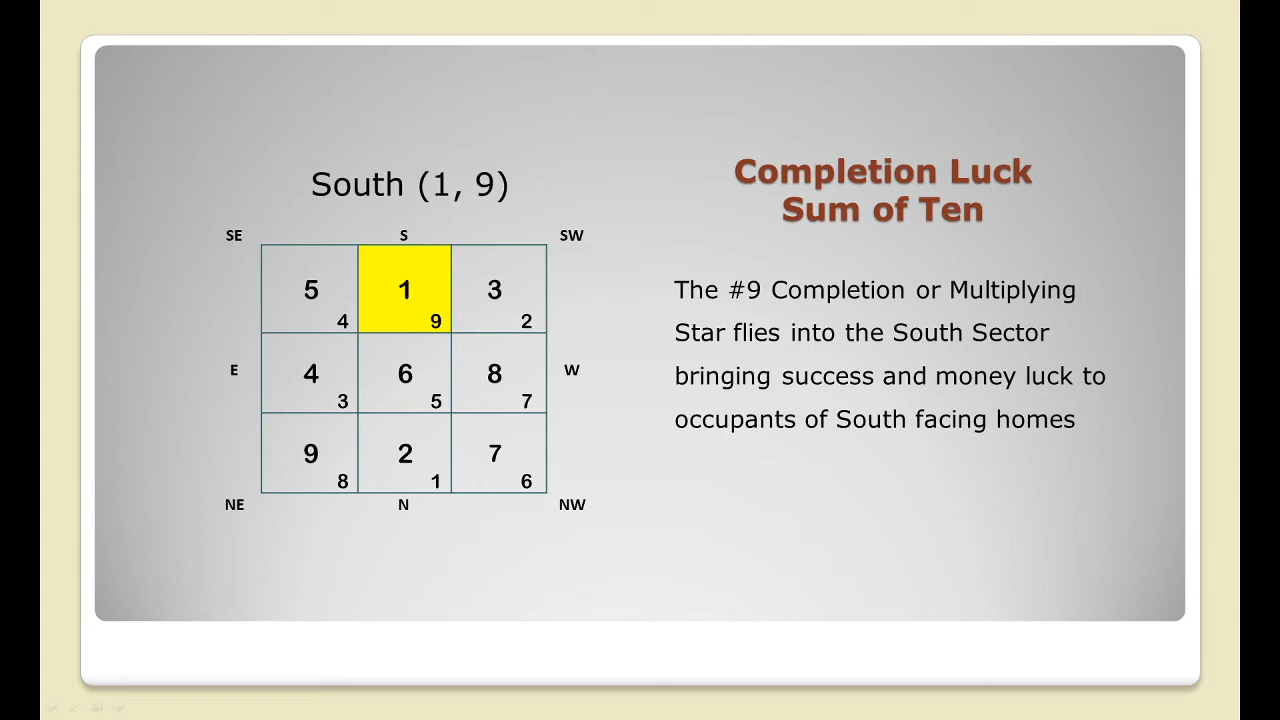 South (1, 9)
SE S SW
5 1 3
4 9 2
E 4 6 8 W
3 5 7
9 2 7
8 1 6
NE N NW
Completion Luck
Sum of Ten
The #9 Completion or Multiplying
Star flies into the South Sector
bringing success and money luck to
occupants of South facing homes